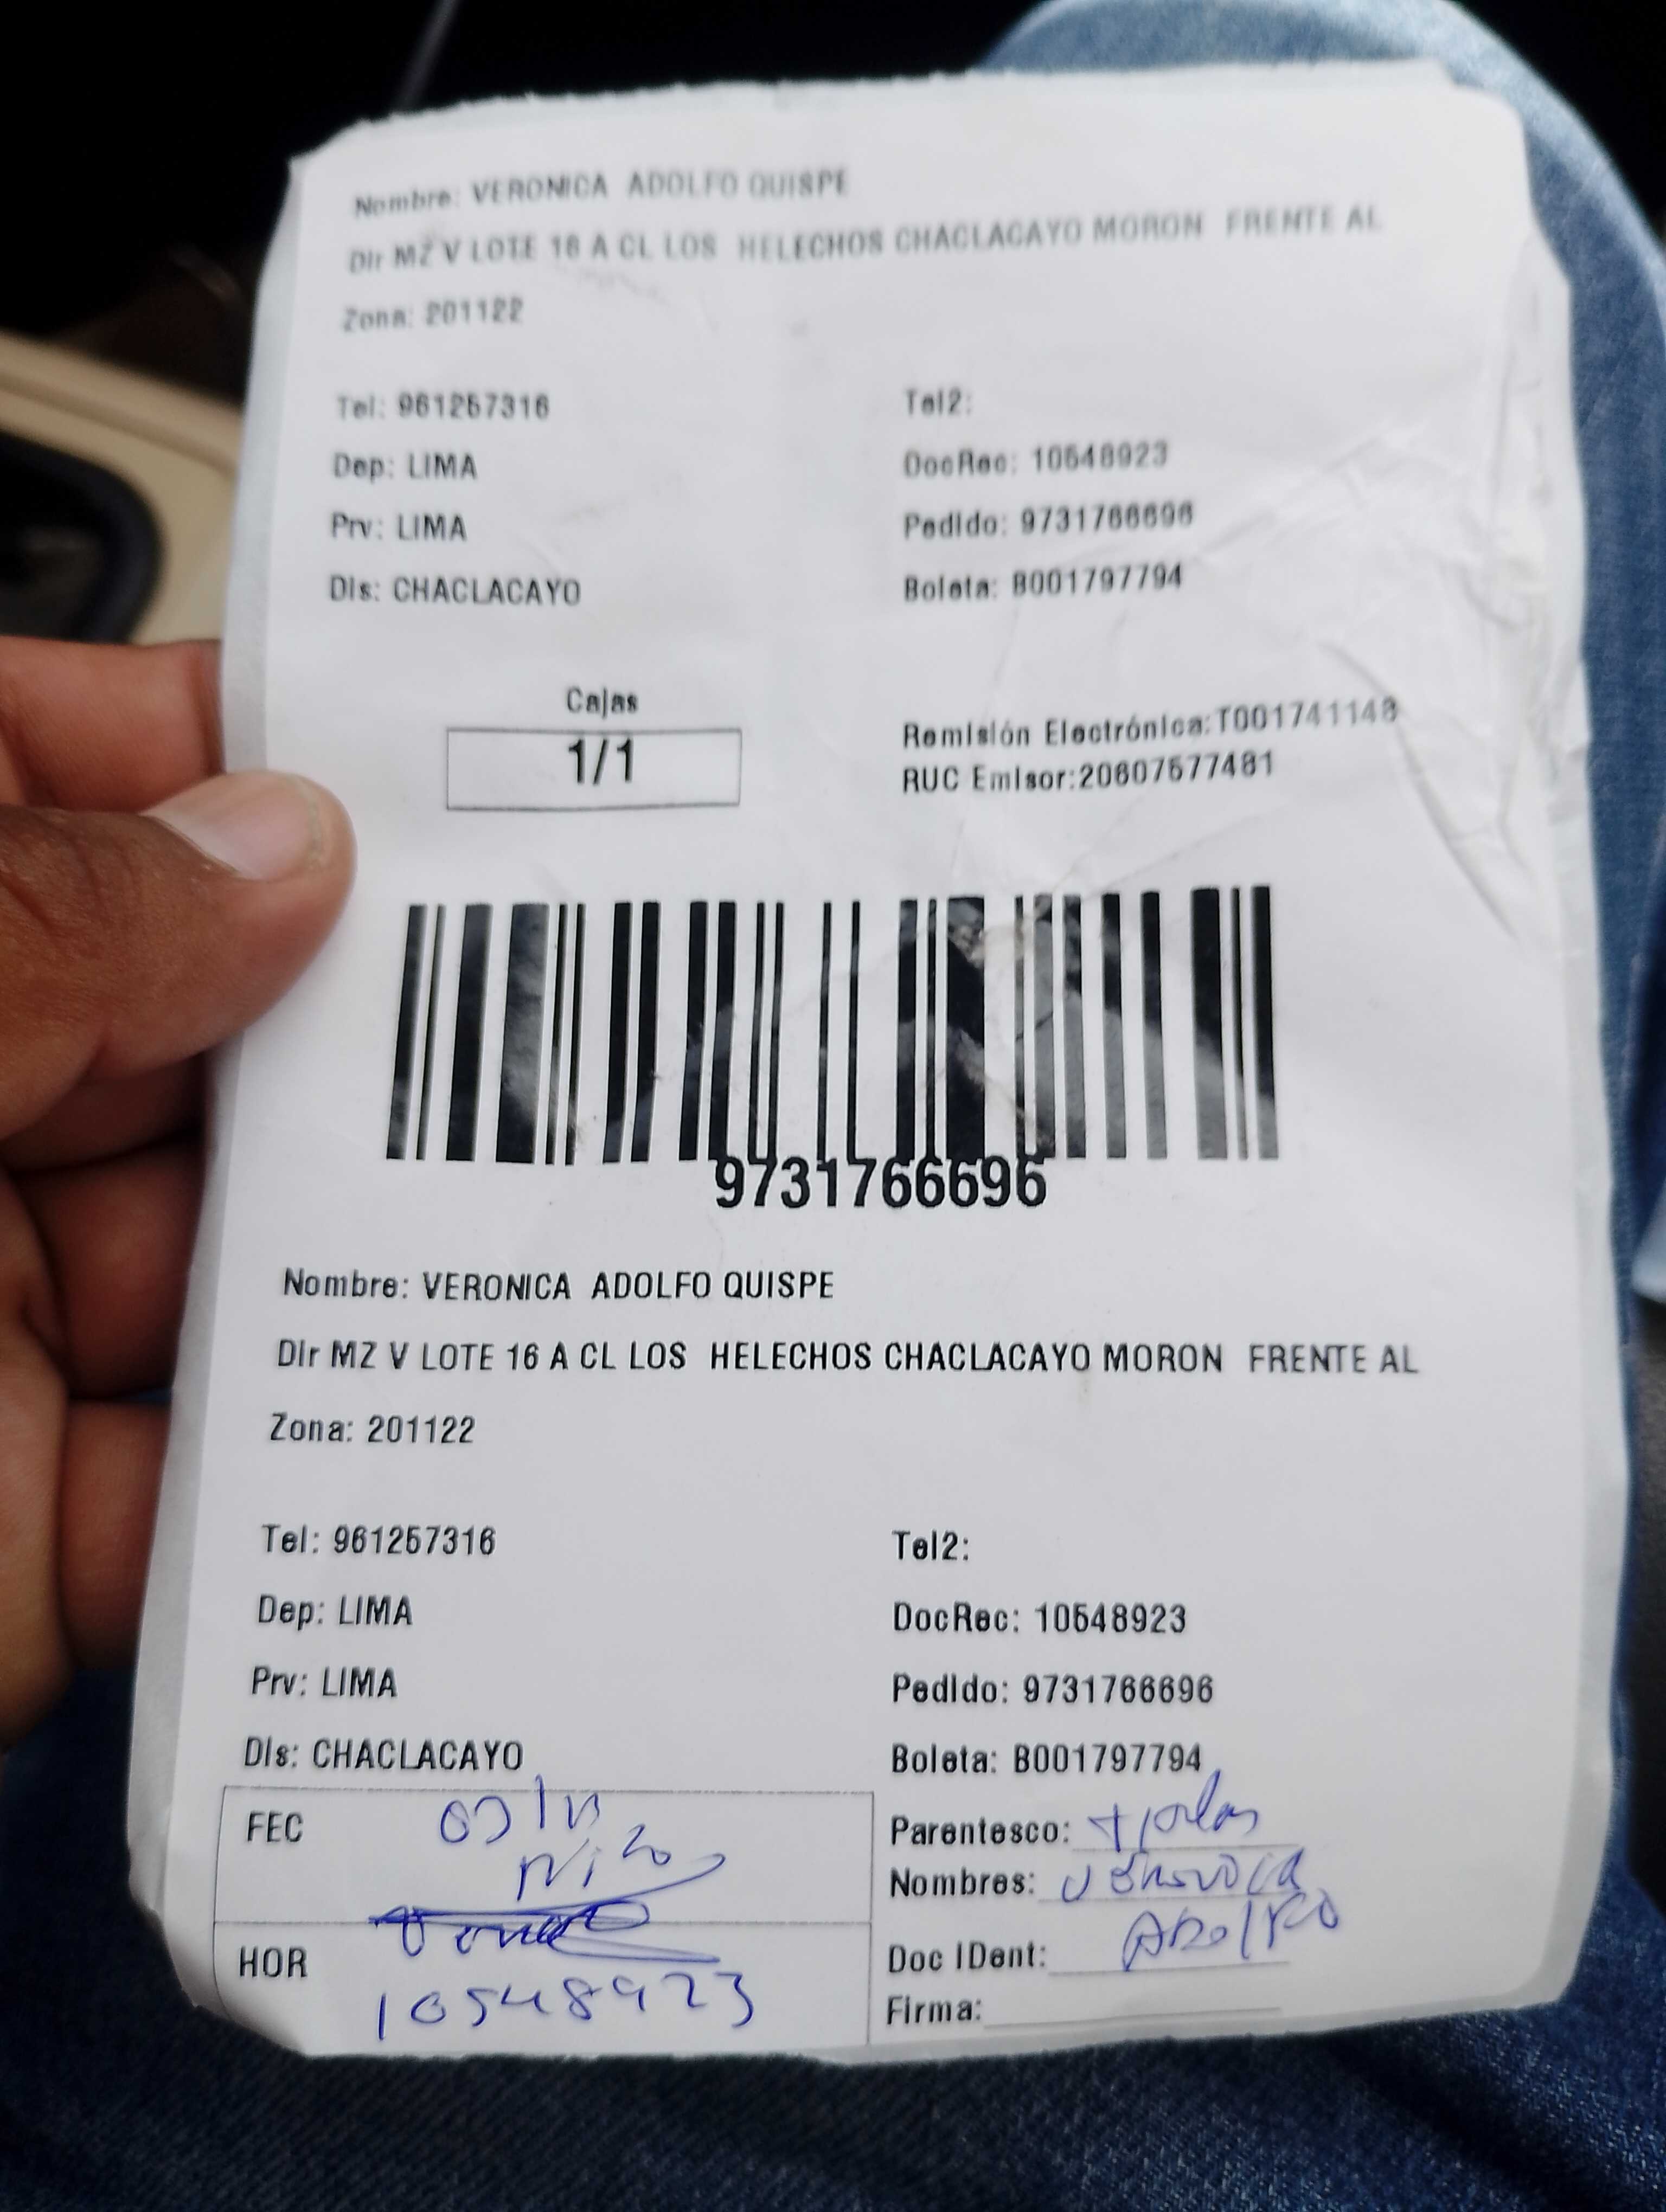 Nombre: VERONICA ADOLFO QUISPE
Dir MZ V LOTE 16 A CL LOS HELECHOS CHACLACAYO MORON FRENTE AL
Zona: 201122
Tel: 961257316 Tel2:
Dep: LIMA DocRec: 10548923
Prv: LIMA Pedido: 9731766696
Dis: CHACLACAYO Boleta: B001797794
Cajas
1/1
Remisión Electrónica:T001741148
RUC Emisor:20607577481
9731766696
Nombre: VERONICA ADOLFO QUISPE
Dir MZ V LOTE 16 A CL LOS HELECHOS CHACLACAYO MORON FRENTE AL
Zona: 201122
Tel: 961257316 Tel2:
Dep: LIMA DocRec: 10548923
Prv: LIMA Pedido: 9731766696
Dis: CHACLACAYO Boleta: B001797794
FEC
HOR
10548923
Parentesco:
Nombres: Veronica
Adolfo
Doc IDent:
Firma: